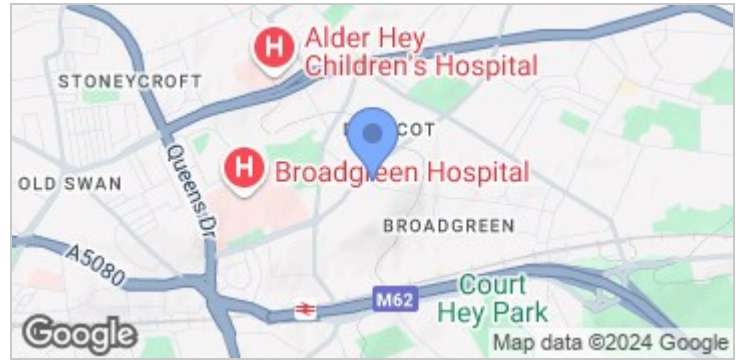 Alder Hey
Children's Hospital
STONEYCROFT
COT
Queens Dr
H
H
Broadgreen Hospital
OLD SWAN
BROADGREEN
A5080
M62
Court
Hey Park
Google
Map data ©2024 Google